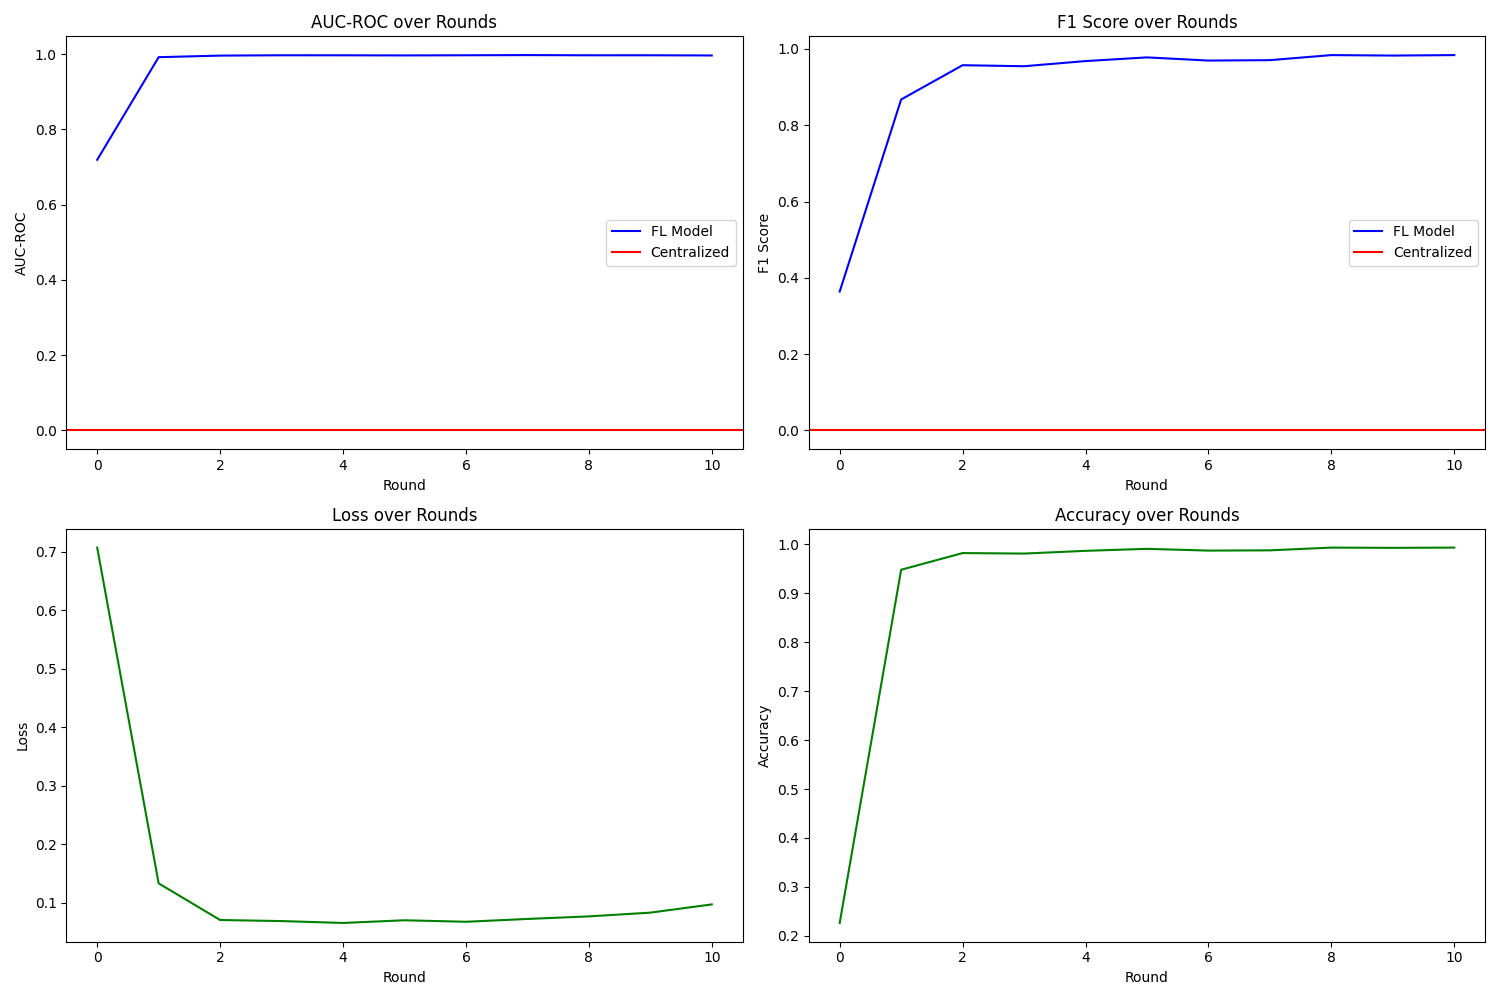 AUC-ROC over Rounds
1.0
0.8
0.6
0.4
0.2
0.0
AUC-ROC
FL Model
Centralized
0 2 4 6 8 10
Round
F1 Score over Rounds
1.0
0.8
0.6
0.4
0.2
0.0
F1 Score
FL Model
Centralized
0 2 4 6 8 10
Round
Loss over Rounds
0.7
0.6
0.5
0.4
0.3
0.2
0.1
Loss
0 2 4 6 8 10
Round
Accuracy over Rounds
1.0
0.9
0.8
0.7
0.6
0.5
0.4
0.3
0.2
Accuracy
0 2 4 6 8 10
Round